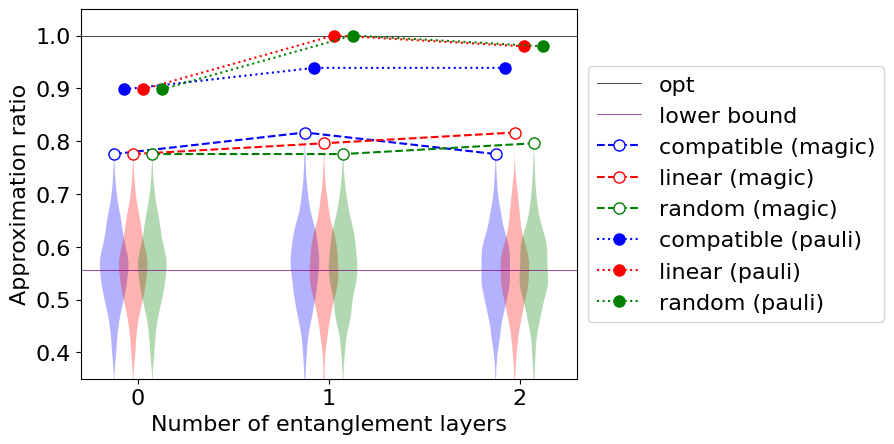 1.0
0.9
0.8
0.7
0.6
0.5
0.4
Approximation ratio
0 1 2
Number of entanglement layers
opt
lower bound
compatible (magic)
linear (magic)
random (magic)
compatible (pauli)
linear (pauli)
random (pauli)